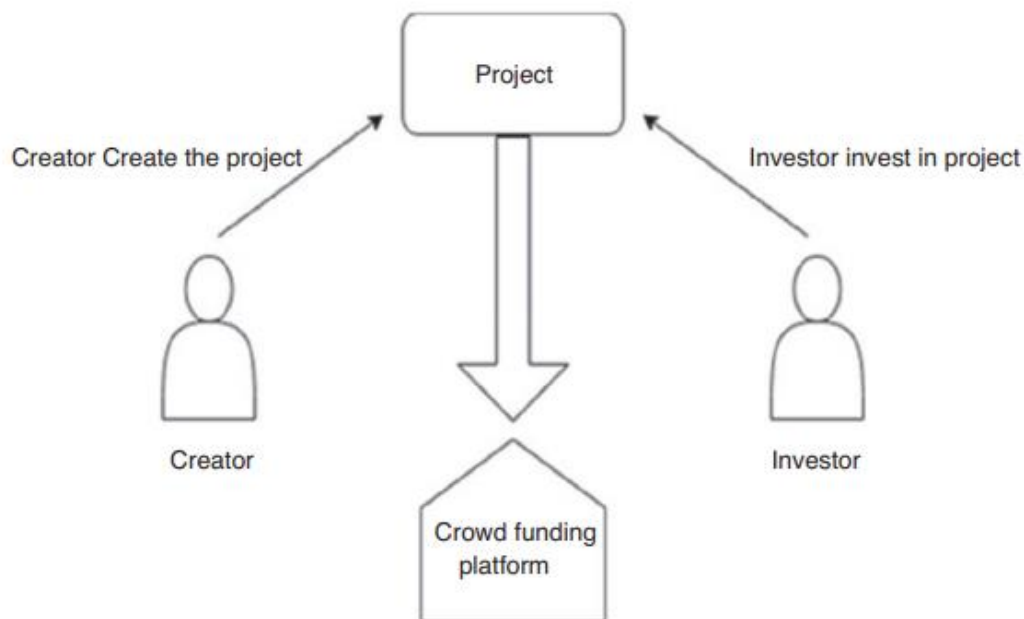 Project
Creator Create the project
Investor invest in project
Creator
Investor
Crowd funding
platform